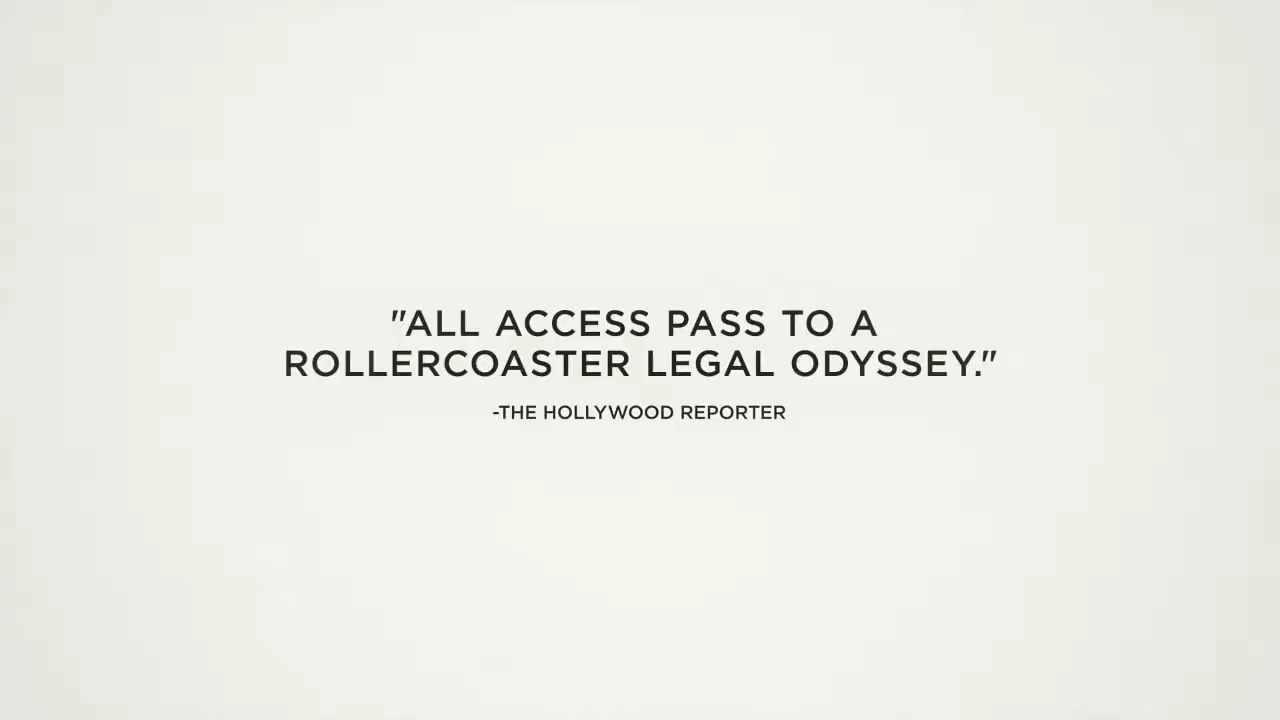 "ALL ACCESS PASS TO A
ROLLERCOASTER LEGAL ODYSSEY."
-THE HOLLYWOOD REPORTER